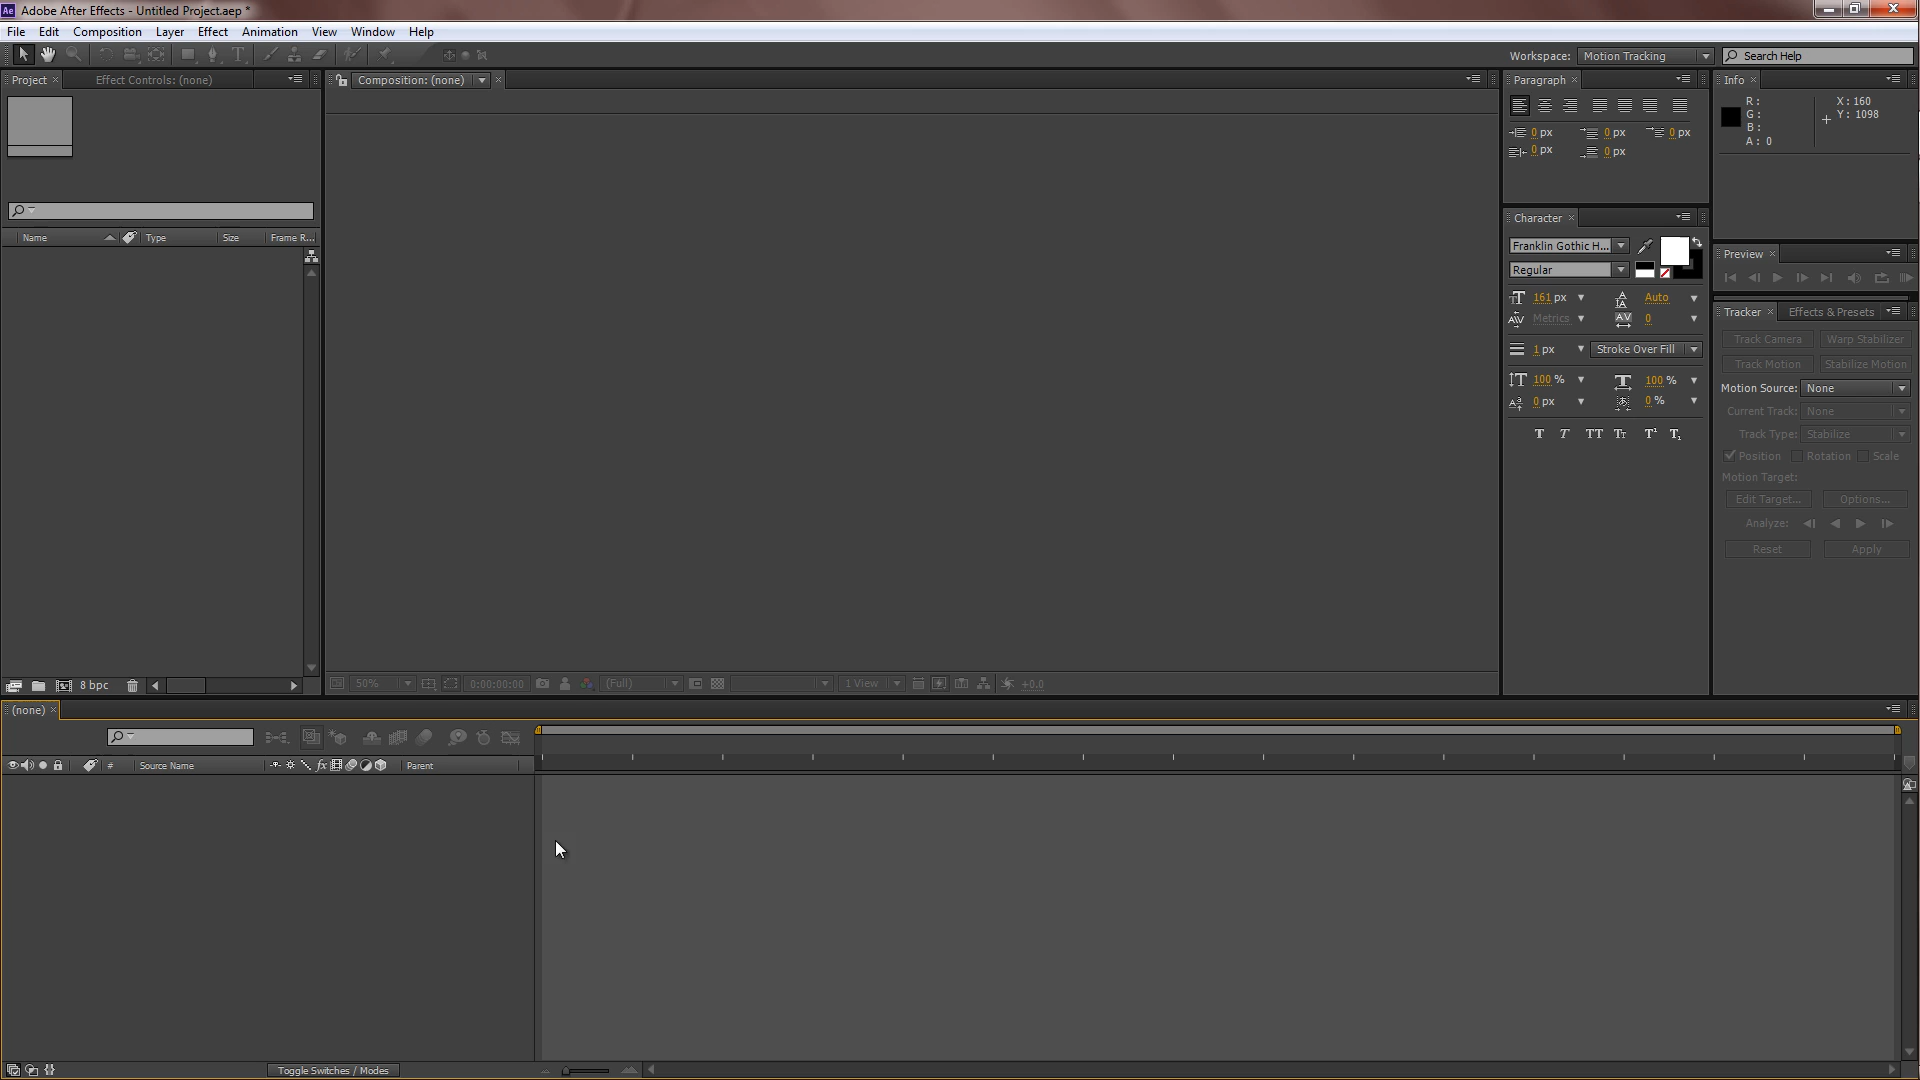 Ae Adobe After Effects - Untitled Project.aep *
File Edit Composition Layer Effect Animation View Window Help
Workspace: Motion Tracking Search Help
Project Effect Controls: (none)
Composition: (none)
Paragraph
Info
R :
G :
B :
A : 0
X : 160
Y : 1098
0 px 0 px 0 px
0 px 0 px
Name Type Size Frame R...
Character
Franklin Gothic H...
Regular
161 px Auto
Metrics 0
1 px Stroke Over Fill
100 % 100 %
0 px 0 %
T T TT Tt T¹ T₁
Preview
Tracker Effects & Presets
Track Camera Warp Stabilizer
Track Motion Stabilize Motion
Motion Source: None
Current Track: None
Track Type: Stabilize
Position Rotation Scale
Motion Target:
Edit Target... Options...
Analyze:
Reset Apply
8 bpc
50% 0:00:00:00 (Full) 1 View +0.0
(none)
# Source Name fx Parent
Toggle Switches / Modes